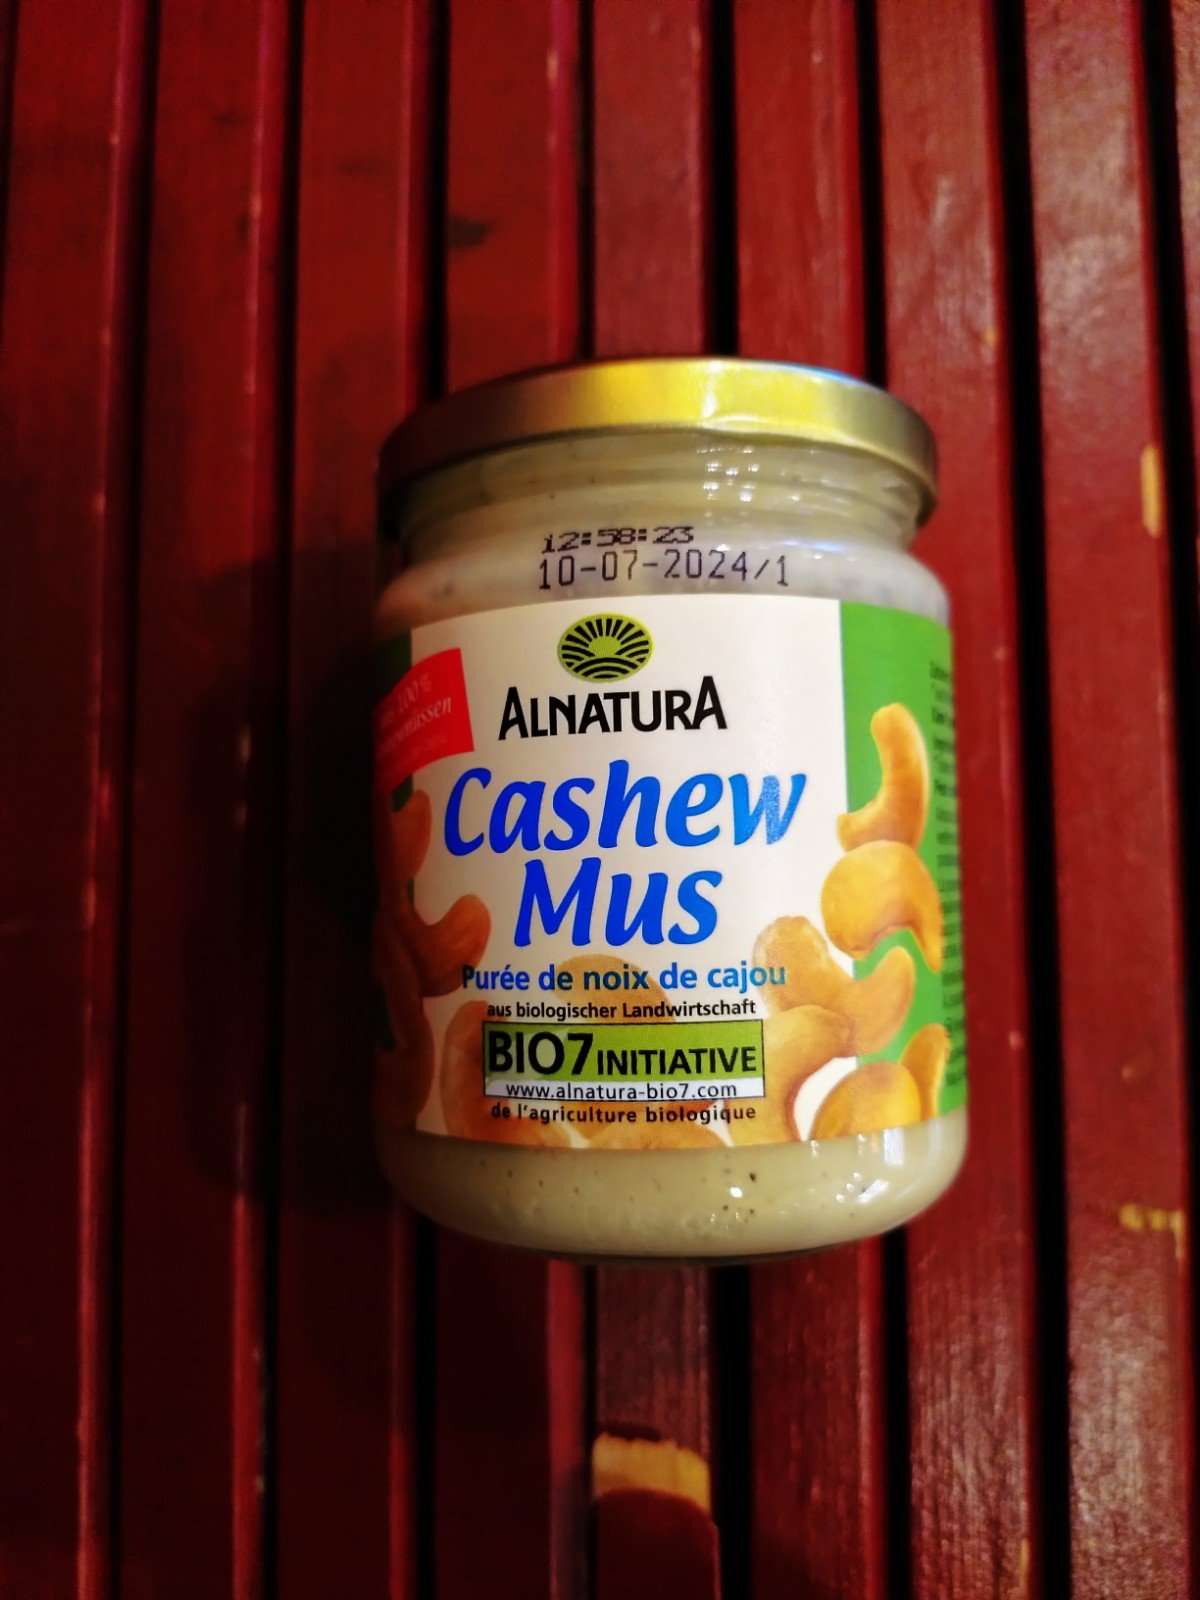 12:58:23
10-07-2024/1
100%
ALNATURA
Cashew
Mus
Purée de noix de cajou
aus biologischer Landwirtschaft
BIO7 INITIATIVE
www.alnatura-bio7.com
de l'agriculture biologique